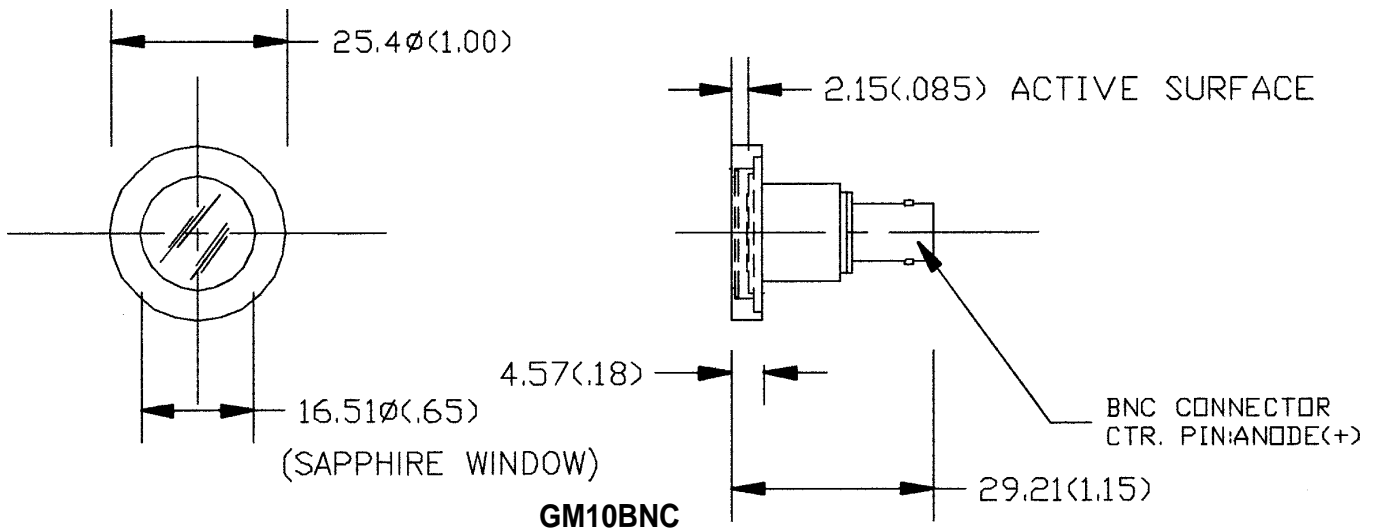 25.4ø(1.00)
2.15(.085) ACTIVE SURFACE
4.57(.18)
16.51ø(.65)
(SAPPHIRE WINDOW)
BNC CONNECTOR
CTR. PIN:ANODE(+)
29.21(1.15)
GM10BNC